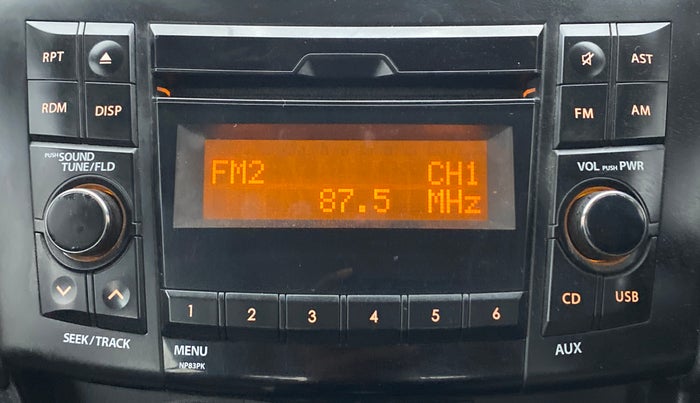 RPT
AST
RDM
DISP
FM
AM
PUSH SOUND
TUNE/FLD
VOL PUSH PWR
FM2 CH1
87.5 MHz
CD
USB
1 2 3 4 5 6
SEEK/TRACK
MENU
AUX
NP83PK